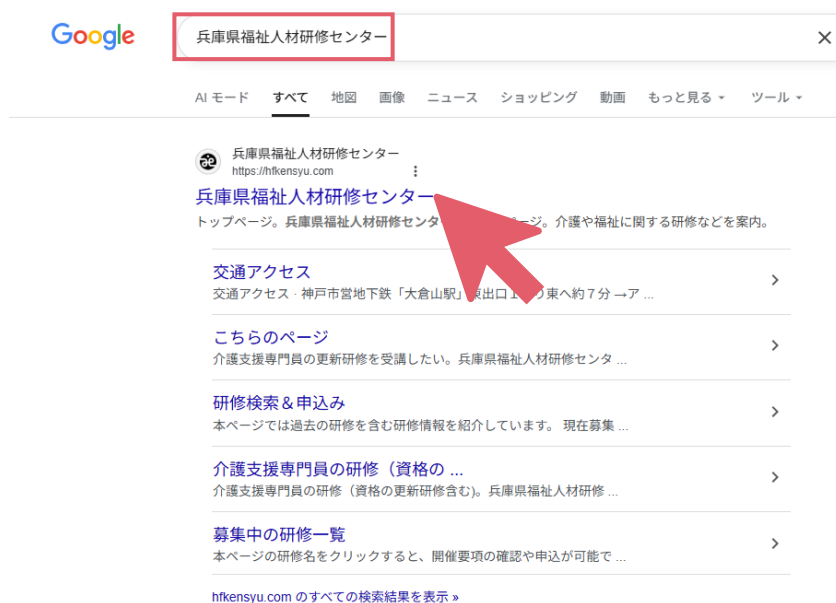 Google
兵庫県福祉人材研修センター
AI モード すべて 地図 画像 ニュース ショッピング 動画 もっと見る ツール
兵庫県福祉人材研修センター
https://hfkensyu.com
兵庫県福祉人材研修センター
トップページ。兵庫県福祉人材研修センタ ページ。介護や福祉に関する研修などを案内。
交通アクセス
交通アクセス · 神戸市営地下鉄「大倉山駅」東出口1 り東へ約７分 →ア ...
こちらのページ
介護支援専門員の更新研修を受講したい。兵庫県福祉人材研修センタ ...
研修検索＆申込み
本ページでは過去の研修を含む研修情報を紹介しています。 現在募集 ...
介護支援専門員の研修（資格の ...
介護支援専門員の研修（資格の更新研修含む)。兵庫県福祉人材研修 ...
募集中の研修一覧
本ページの研修名をクリックすると、開催要項の確認や申込が可能で ...
hfkensyu.com のすべての検索結果を表示 »